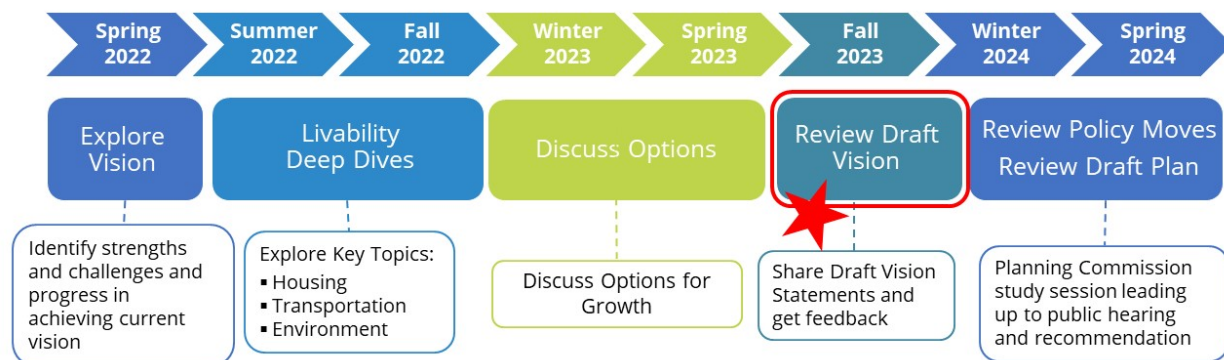 Spring
2022
Summer
2022
Fall
2022
Winter
2023
Spring
2023
Fall
2023
Winter
2024
Spring
2024
Explore
Vision
Livability
Deep Dives
Discuss Options
Review Draft
Vision
Review Policy Moves
Review Draft Plan
Identify strengths
and challenges and
progress in
achieving current
vision
Explore Key Topics:
▪ Housing
▪ Transportation
▪ Environment
Discuss Options for
Growth
Share Draft Vision
Statements and
get feedback
Planning Commission
study session leading
up to public hearing
and recommendation